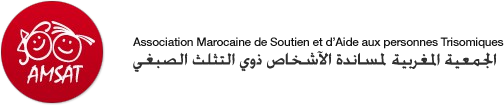 AMSAT
Association Marocaine de Soutien et d'Aide aux personnes Trisomiques
الجمعية المغربية لمساندة الأشخاص ذوي التثلث الصبغي